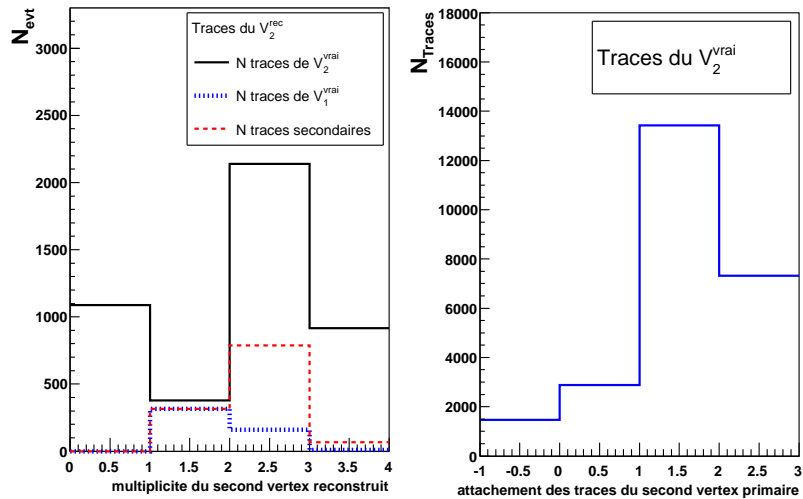 N_evt
Traces du V_2^rec
N traces de V_2^vrai
N traces de V_1^vrai
N traces secondaires
3000
2500
2000
1500
1000
500
0
0 0.5 1 1.5 2 2.5 3 3.5 4
multiplicite du second vertex reconstruit
N_Traces
Traces du V_2^vrai
18000
16000
14000
12000
10000
8000
6000
4000
2000
0
-1 -0.5 0 0.5 1 1.5 2 2.5 3
attachement des traces du second vertex primaire